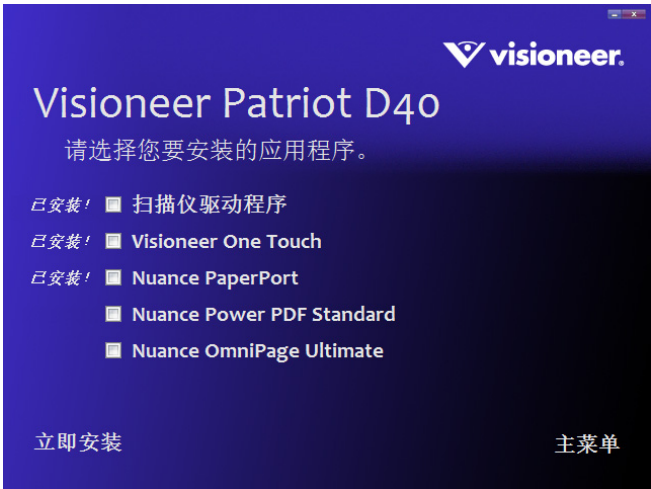 visioneer.
Visioneer Patriot D40
请选择您要安装的应用程序。
已安装! 扫描仪驱动程序
已安装! Visioneer One Touch
已安装! Nuance PaperPort
Nuance Power PDF Standard
Nuance OmniPage Ultimate
立即安装 主菜单